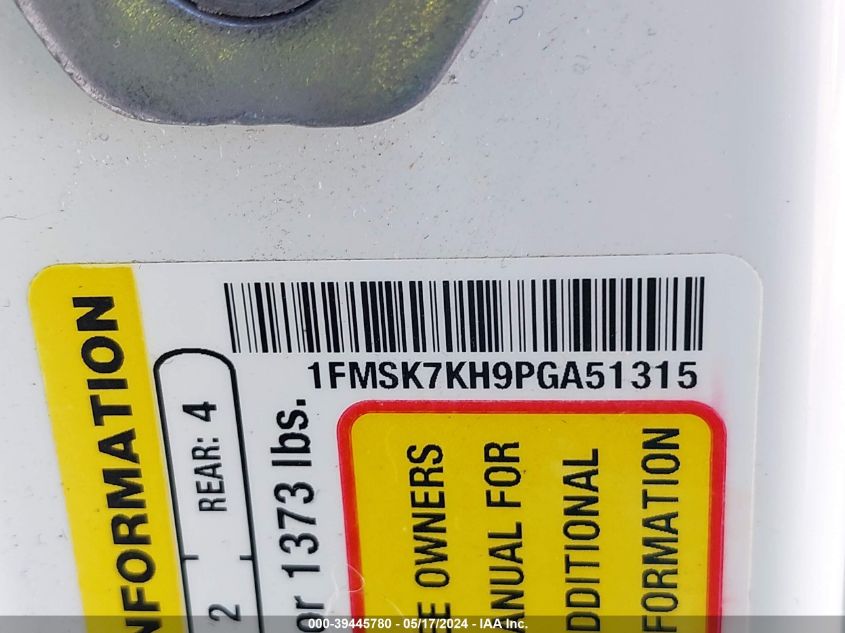 1FMSK7KH9PGA51315
NFORMATION
2 REAR: 4
or 1373 lbs.
E OWNERS
ANUAL FOR
DDITIONAL
FORMATION
000-39445780 - 05/17/2024 - IAA Inc.